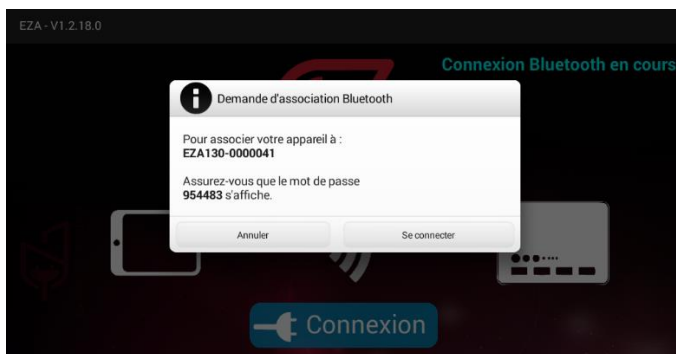 EZA - V1.2.18.0
Connexion Bluetooth en cours
Demande d'association Bluetooth
Pour associer votre appareil à :
EZA130-0000041
Assurez-vous que le mot de passe
954483 s'affiche.
Annuler
Se connecter
Connexion